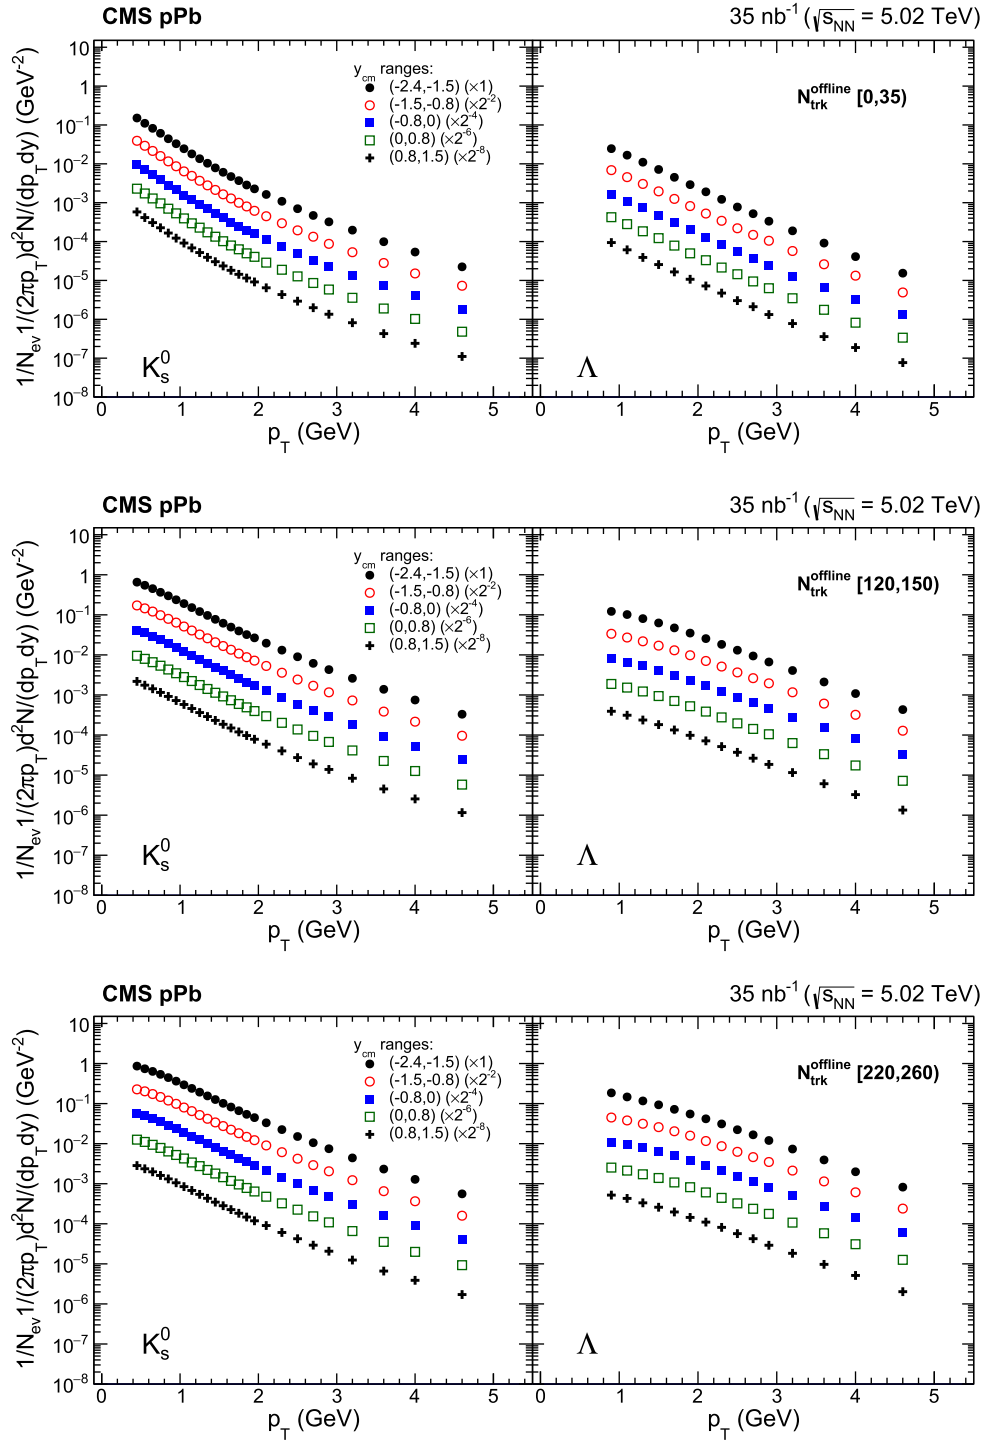 CMS pPb 35 nb⁻¹ (√s_NN = 5.02 TeV)
1/N_ev 1/(2πp_T)d²N/(dp_Tdy) (GeV⁻²)
10
1
10⁻¹
10⁻²
10⁻³
10⁻⁴
10⁻⁵
10⁻⁶
10⁻⁷
10⁻⁸
y_cm ranges:
(-2.4,-1.5) (×1)
(-1.5,-0.8) (×2⁻²)
(-0.8,0) (×2⁻⁴)
(0,0.8) (×2⁻⁶)
(0.8,1.5) (×2⁻⁸)
K_s^0
N_trk^offline [0,35)
Λ
0 1 2 3 4 5 0 1 2 3 4 5
p_T (GeV) p_T (GeV)
CMS pPb 35 nb⁻¹ (√s_NN = 5.02 TeV)
1/N_ev 1/(2πp_T)d²N/(dp_Tdy) (GeV⁻²)
10
1
10⁻¹
10⁻²
10⁻³
10⁻⁴
10⁻⁵
10⁻⁶
10⁻⁷
10⁻⁸
y_cm ranges:
(-2.4,-1.5) (×1)
(-1.5,-0.8) (×2⁻²)
(-0.8,0) (×2⁻⁴)
(0,0.8) (×2⁻⁶)
(0.8,1.5) (×2⁻⁸)
K_s^0
N_trk^offline [120,150)
Λ
0 1 2 3 4 5 0 1 2 3 4 5
p_T (GeV) p_T (GeV)
CMS pPb 35 nb⁻¹ (√s_NN = 5.02 TeV)
1/N_ev 1/(2πp_T)d²N/(dp_Tdy) (GeV⁻²)
10
1
10⁻¹
10⁻²
10⁻³
10⁻⁴
10⁻⁵
10⁻⁶
10⁻⁷
10⁻⁸
y_cm ranges:
(-2.4,-1.5) (×1)
(-1.5,-0.8) (×2⁻²)
(-0.8,0) (×2⁻⁴)
(0,0.8) (×2⁻⁶)
(0.8,1.5) (×2⁻⁸)
K_s^0
N_trk^offline [220,260)
Λ
0 1 2 3 4 5 0 1 2 3 4 5
p_T (GeV) p_T (GeV)